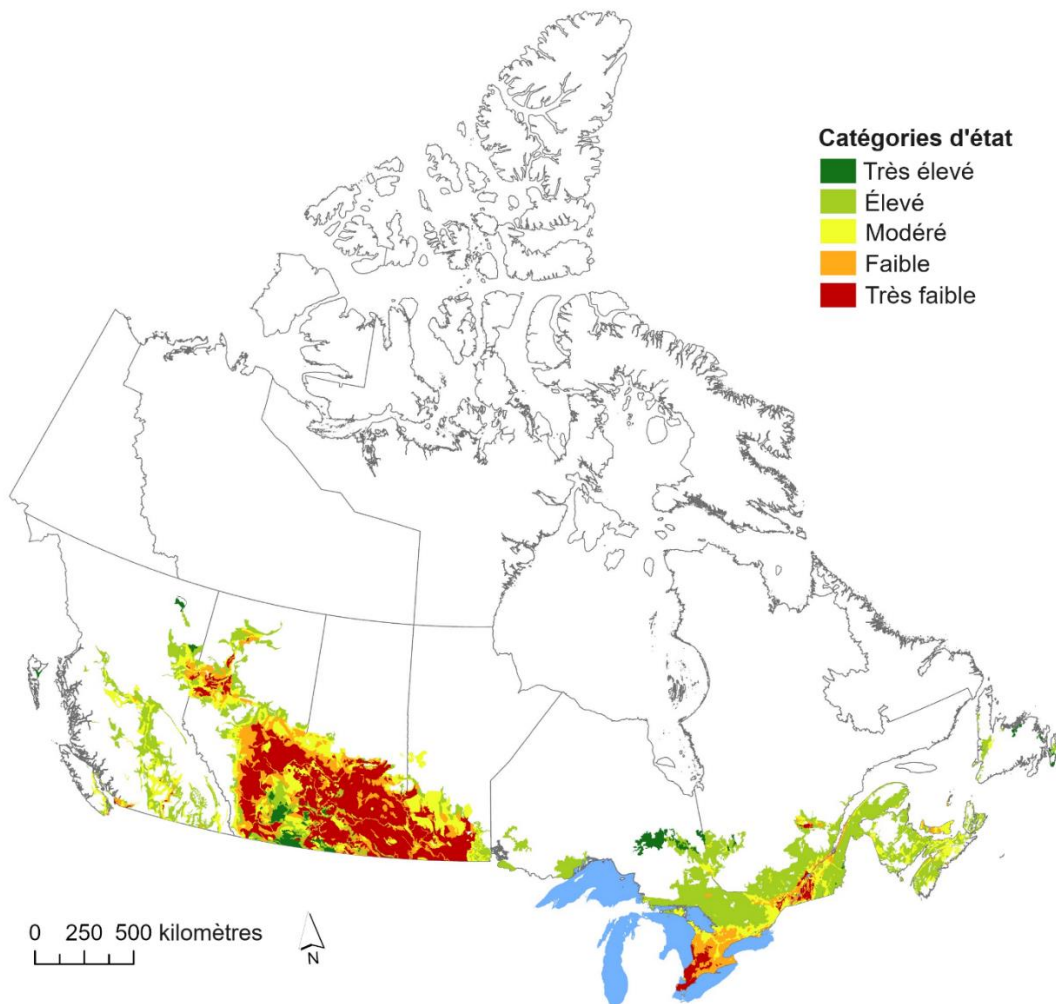 Catégories d'état
Très élevé
Élevé
Modéré
Faible
Très faible
0 250 500 kilomètres
N